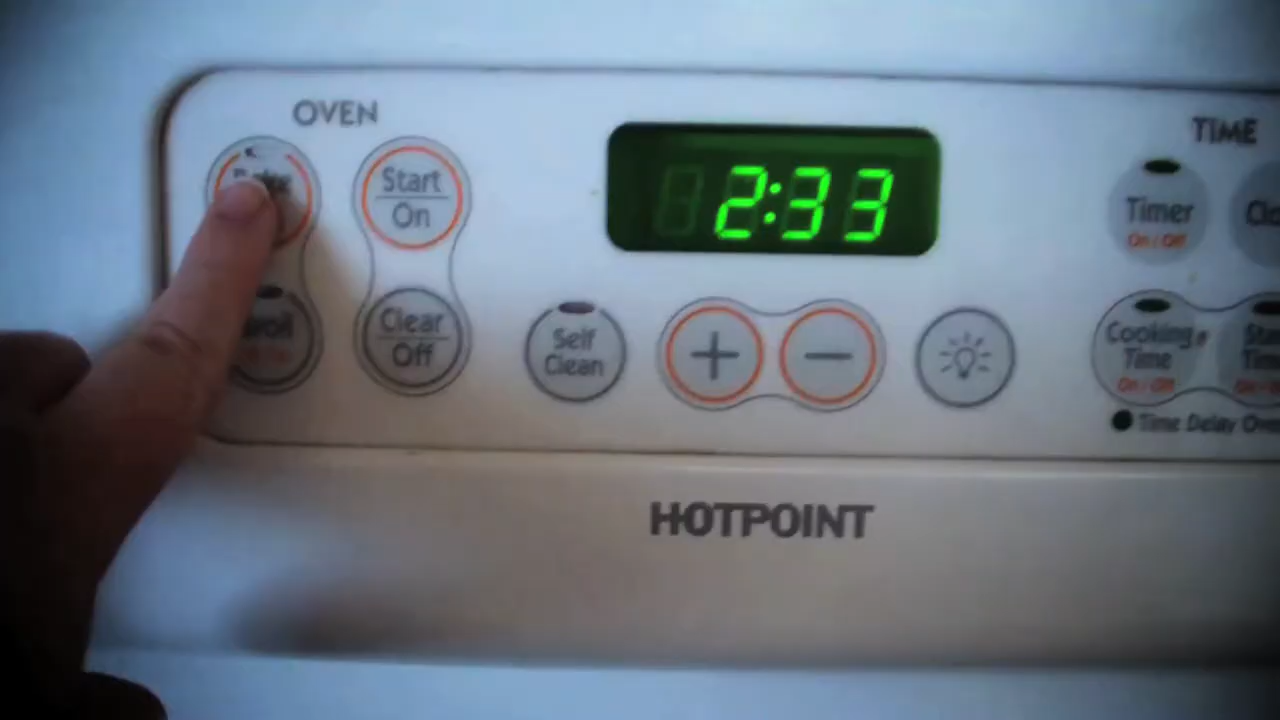 OVEN
TIME
Start
On
2:33
Timer
On / Off
Clear
Off
Self
Clean
+
−
Cooking
Time
On / Off
Time Delay
HOTPOINT